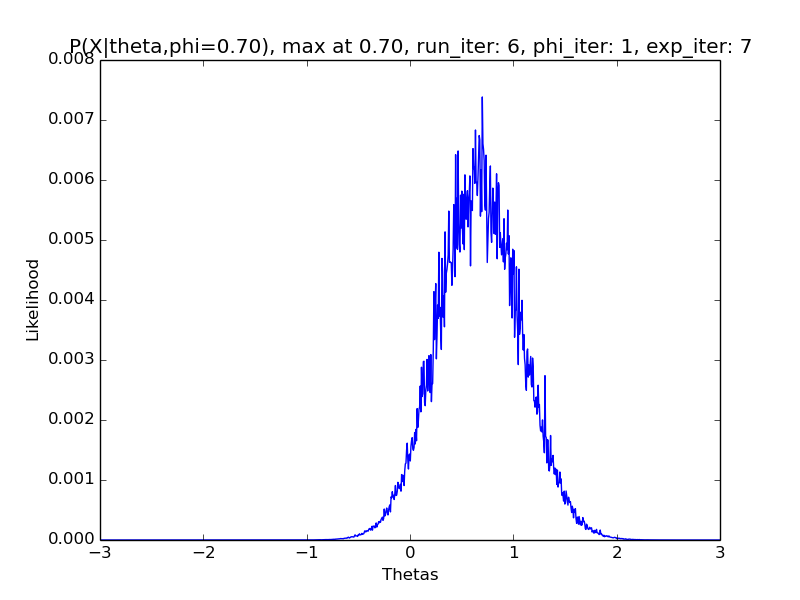 P(X|theta,phi=0.70), max at 0.70, run_iter: 6, phi_iter: 1, exp_iter: 7
0.008
0.007
0.006
0.005
0.004
0.003
0.002
0.001
0.000
Likelihood
−3 −2 −1 0 1 2 3
Thetas